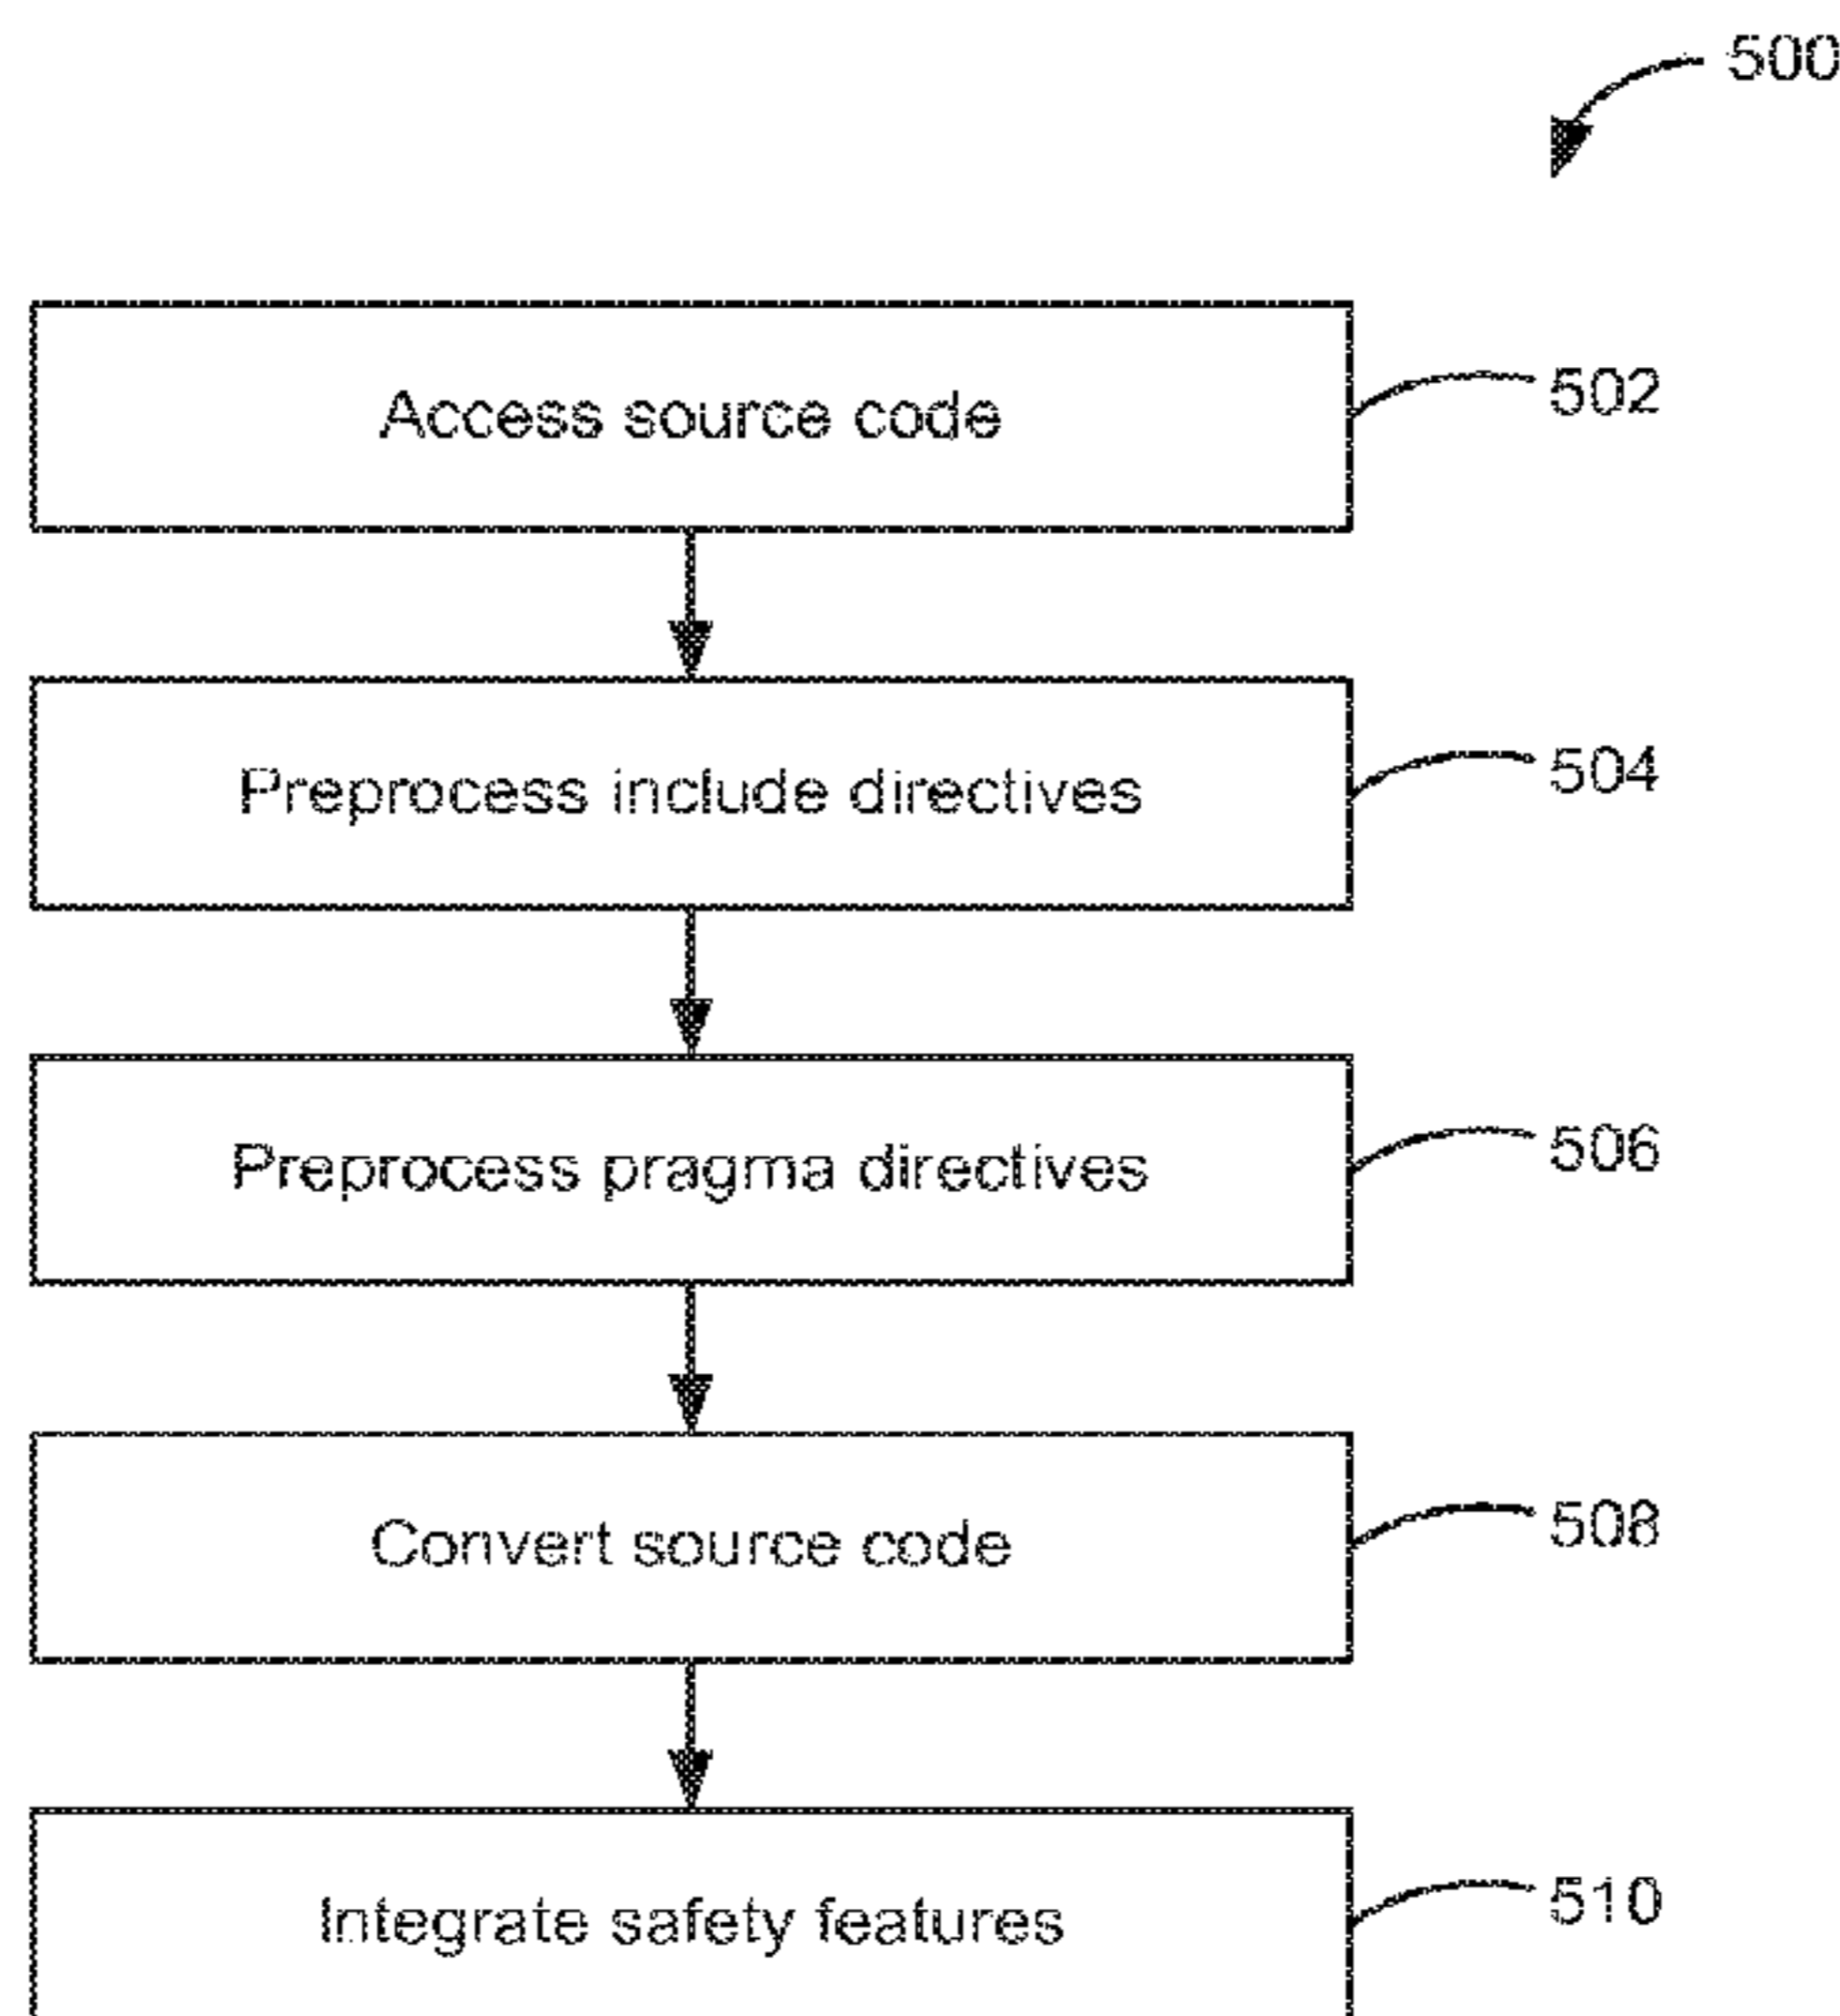 500
Access source code
502
Preprocess include directives
504
Preprocess pragma directives
506
Convert source code
508
Integrate safety features
510